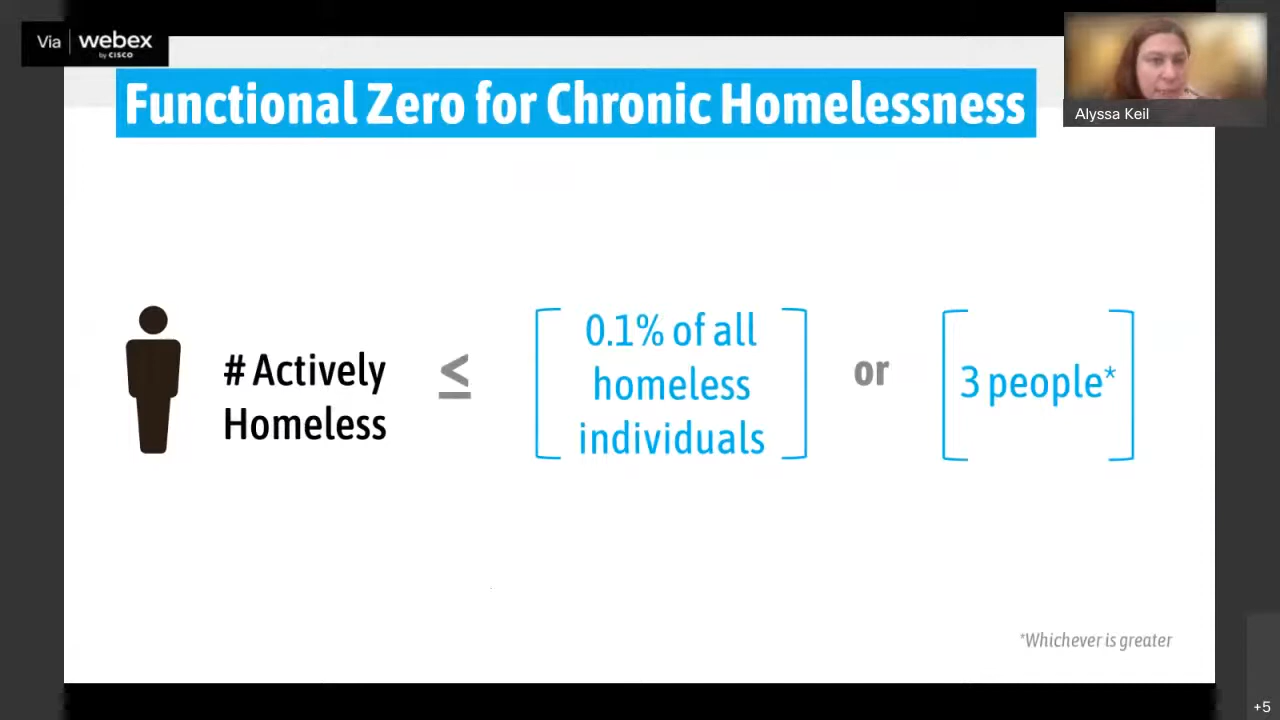 Via webex
by CISCO
Functional Zero for Chronic Homelessness
Alyssa Keil
# Actively
Homeless
≤
0.1% of all
homeless
individuals
or
3 people*
*Whichever is greater
+5